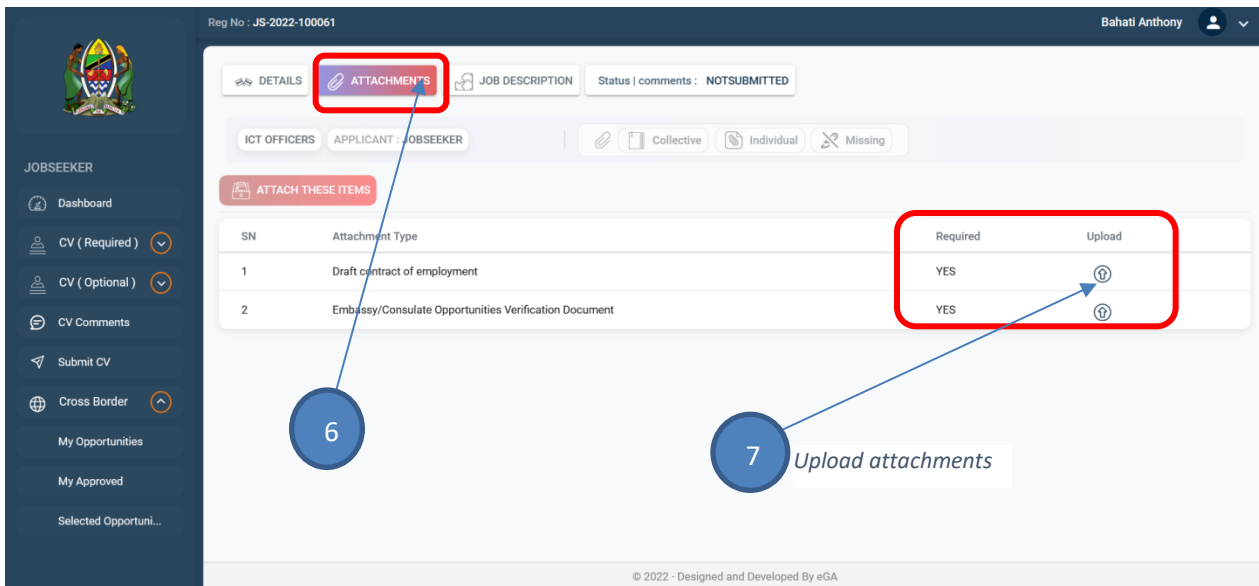 Reg No : JS-2022-100061
Bahati Anthony
DETAILS
ATTACHMENTS
JOB DESCRIPTION
Status | comments : NOTSUBMITTED
ICT OFFICERS
APPLICANT : JOBSEEKER
Collective
Individual
Missing
JOBSEEKER
Dashboard
CV ( Required )
CV ( Optional )
CV Comments
Submit CV
Cross Border
My Opportunities
My Approved
Selected Opportuni...
ATTACH THESE ITEMS
SN Attachment Type Required Upload
1 Draft contract of employment YES
2 Embassy/Consulate Opportunities Verification Document YES
6
7
Upload attachments
© 2022 - Designed and Developed By eGA